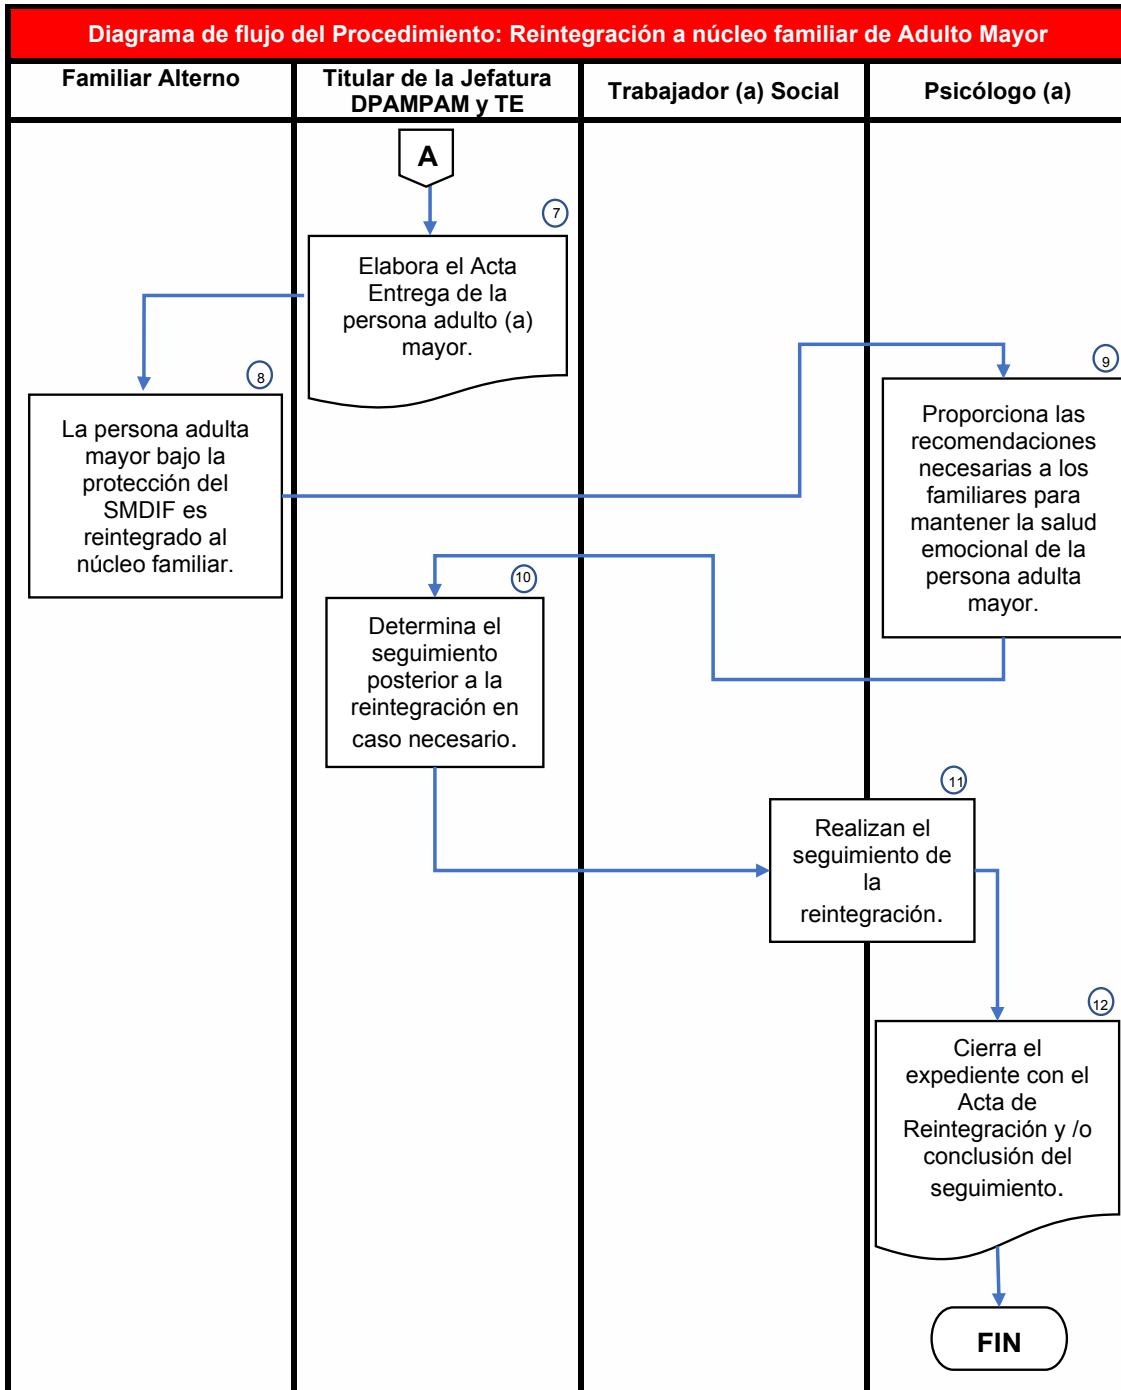 Diagrama de flujo del Procedimiento: Reintegración a núcleo familiar de Adulto Mayor
Familiar Alterno
Titular de la Jefatura
DPAMPAM y TE
Trabajador (a) Social
Psicólogo (a)
A
7
Elabora el Acta
Entrega de la
persona adulto (a)
mayor.
8
La persona adulta
mayor bajo la
protección del
SMDIF es
reintegrado al
núcleo familiar.
9
Proporciona las
recomendaciones
necesarias a los
familiares para
mantener la salud
emocional de la
persona adulta
mayor.
10
Determina el
seguimiento
posterior a la
reintegración en
caso necesario.
11
Realizan el
seguimiento de
la
reintegración.
12
Cierra el
expediente con el
Acta de
Reintegración y /o
conclusión del
seguimiento.
FIN